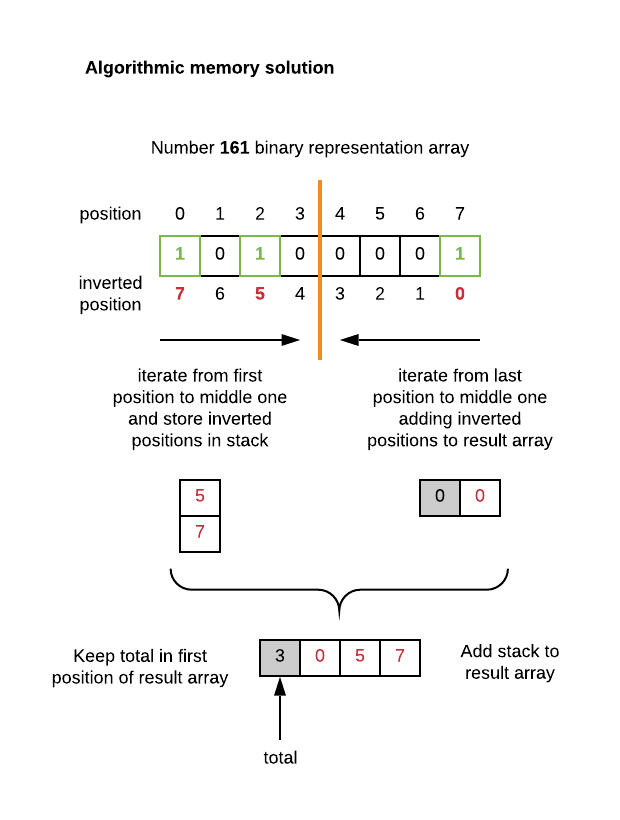 Algorithmic memory solution
Number 161 binary representation array
position 0 1 2 3 4 5 6 7
1 0 1 0 0 0 0 1
inverted
position
7 6 5 4 3 2 1 0
iterate from first
position to middle one
and store inverted
positions in stack
iterate from last
position to middle one
adding inverted
positions to result array
5
7
0 0
Keep total in first
position of result array
3 0 5 7
Add stack to
result array
total